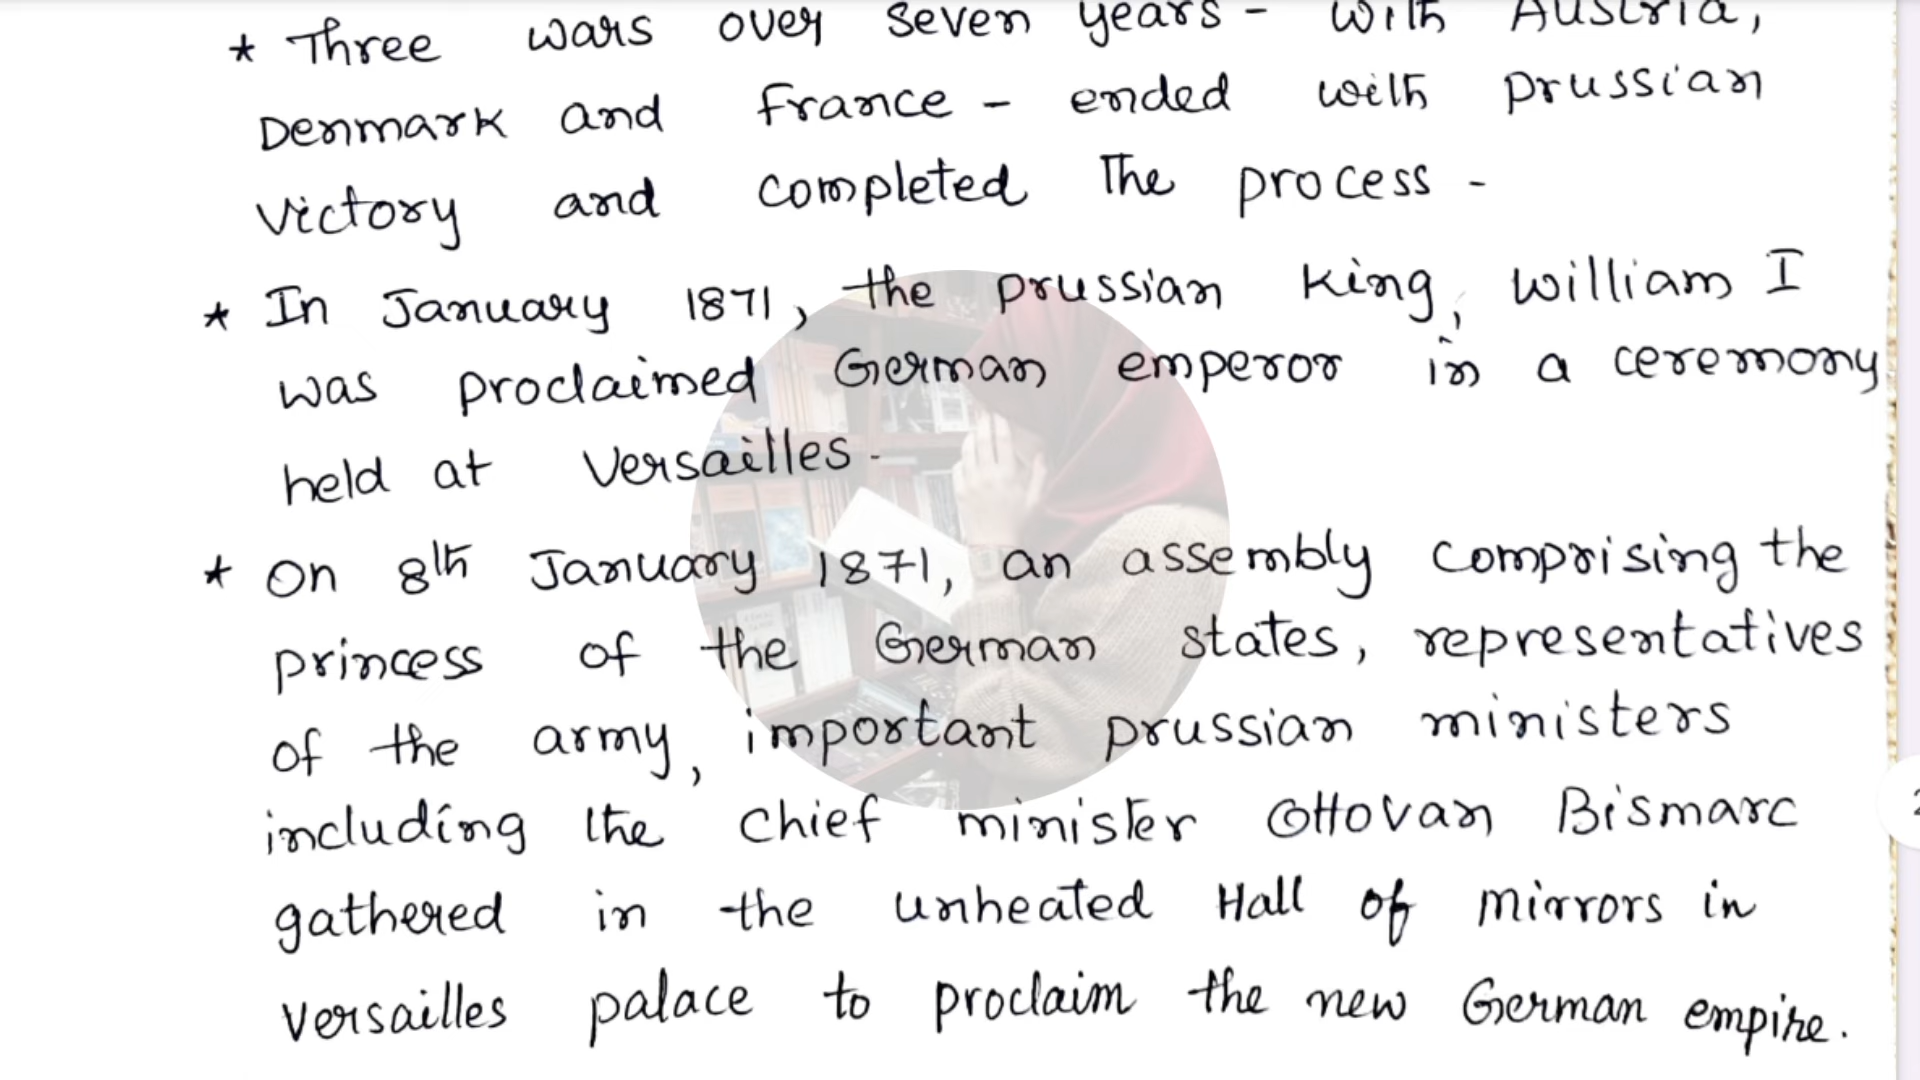 * Three wars over seven years - with Austria,
Denmark and France - ended with prussian
victory and completed The process -
* In January 1871, the prussian king, william I
was proclaimed German emperor in a ceremony
held at Versailles -
* On 8th January 1871, an assembly comprising the
princess of the German states, representatives
of the army, important prussian ministers
including the chief minister Ottovan Bismarc
gathered in the unheated Hall of mirrors in
Versailles palace to proclaim the new German empire.